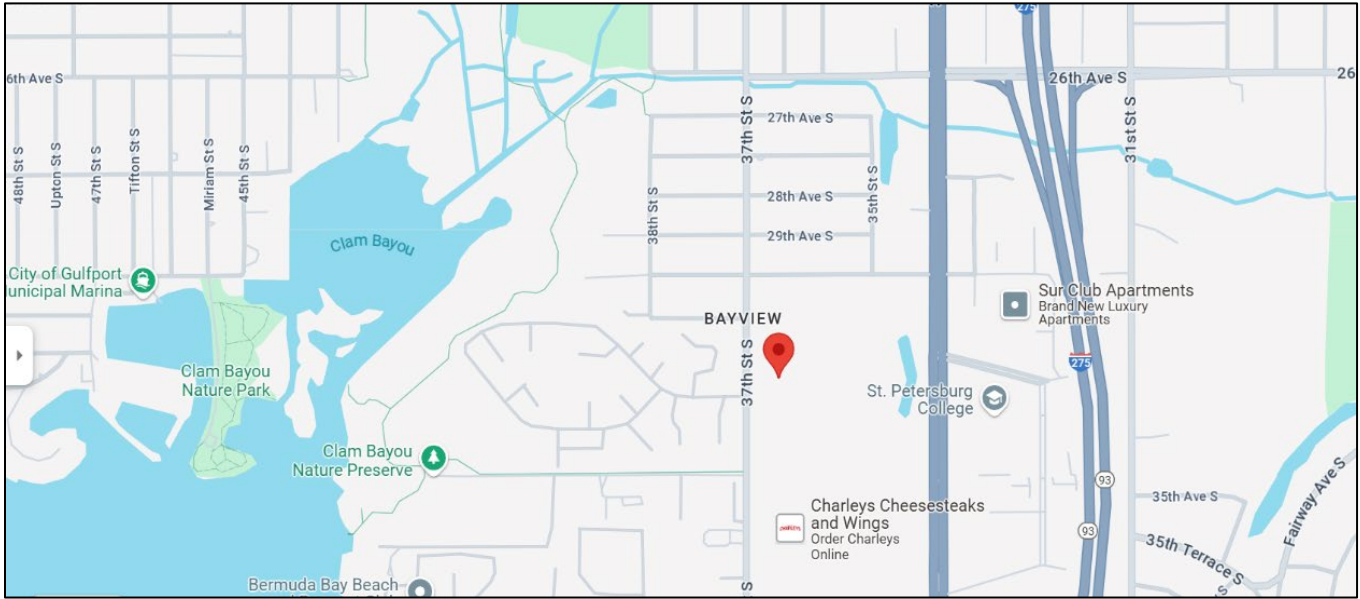 275
6th Ave S
26th Ave S
26
48th St S
Upton St S
47th St S
Tifton St S
Miriam St S
45th St S
37th St S
27th Ave S
31st St S
38th St S
28th Ave S
35th St S
29th Ave S
Clam Bayou
City of Gulfport
unicipal Marina
Sur Club Apartments
Brand New Luxury
Apartments
BAYVIEW
37th St S
275
Clam Bayou
Nature Park
St. Petersburg
College
Clam Bayou
Nature Preserve
93
35th Ave S
Fairway Ave S
Charleys Cheesesteaks
and Wings
Order Charleys
Online
93
35th Terrace S
Bermuda Bay Beach
S
S